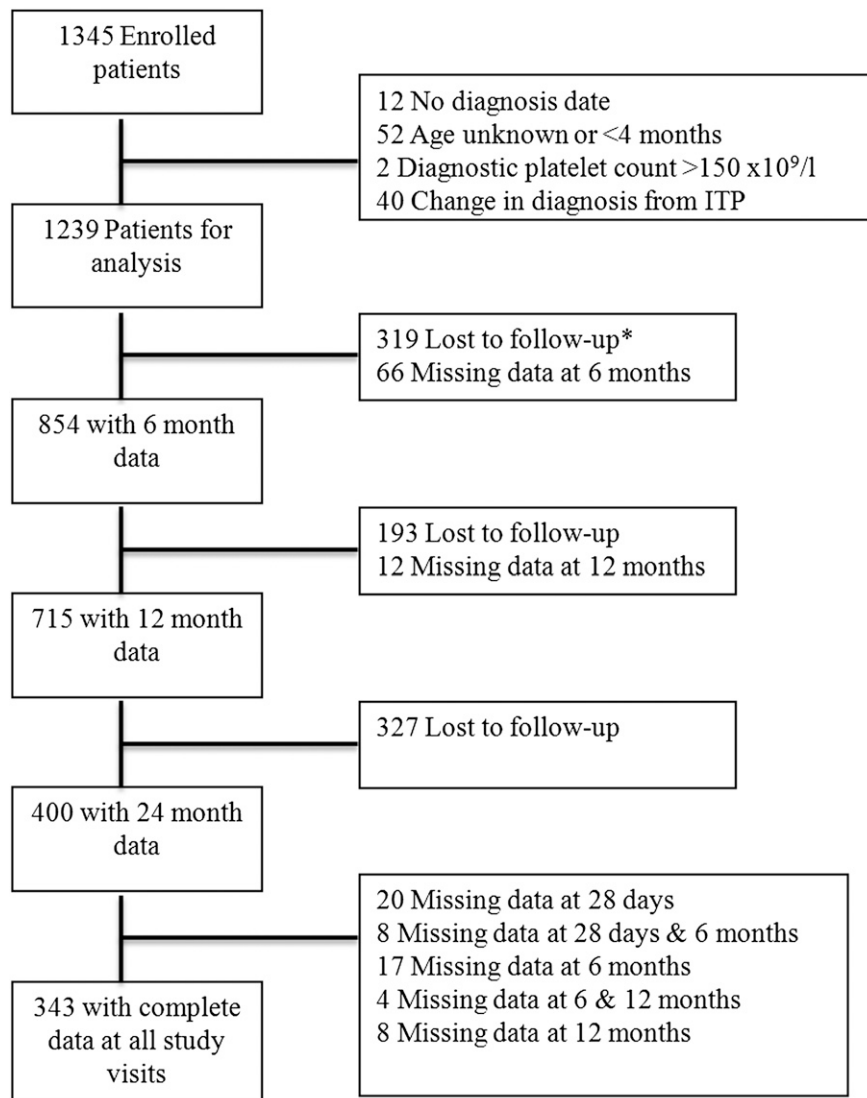 1345 Enrolled
patients
12 No diagnosis date
52 Age unknown or <4 months
2 Diagnostic platelet count >150 x10⁹/l
40 Change in diagnosis from ITP
1239 Patients for
analysis
319 Lost to follow-up*
66 Missing data at 6 months
854 with 6 month
data
193 Lost to follow-up
12 Missing data at 12 months
715 with 12 month
data
327 Lost to follow-up
400 with 24 month
data
20 Missing data at 28 days
8 Missing data at 28 days & 6 months
17 Missing at 6 months
4 Missing data at 6 & 12 months
8 Missing data at 12 months
343 with complete
data at all study
visits